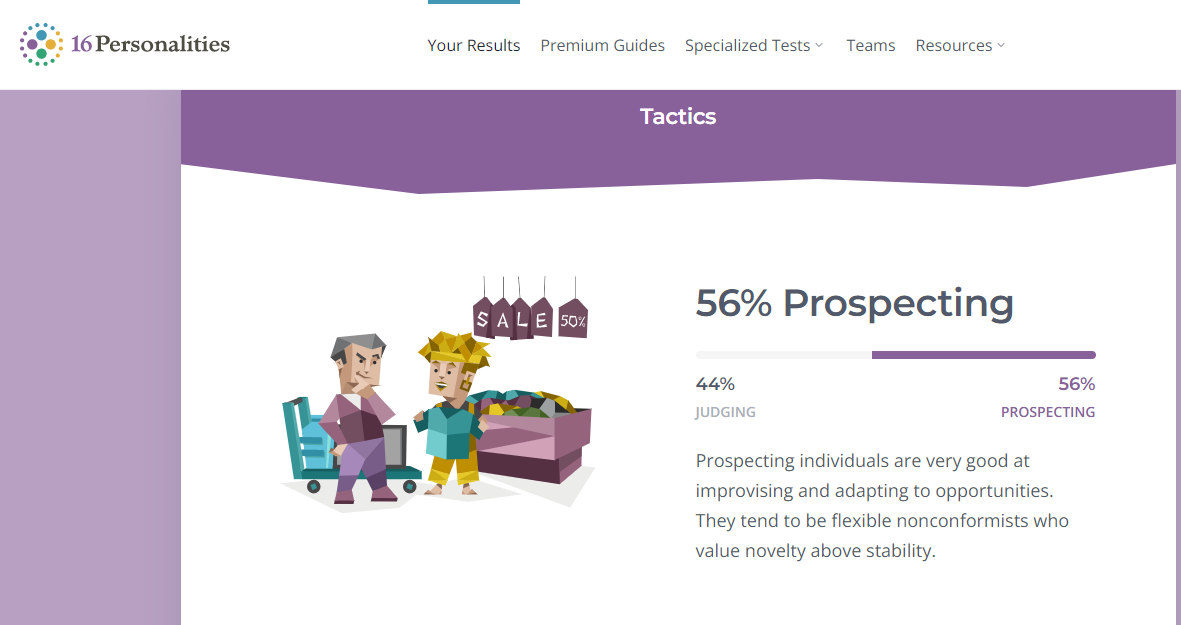 16 Personalities
Your Results Premium Guides Specialized Tests Teams Resources
Tactics
SALE 50%
56% Prospecting
44% 56%
JUDGING PROSPECTING
Prospecting individuals are very good at
improvising and adapting to opportunities.
They tend to be flexible nonconformists who
value novelty above stability.